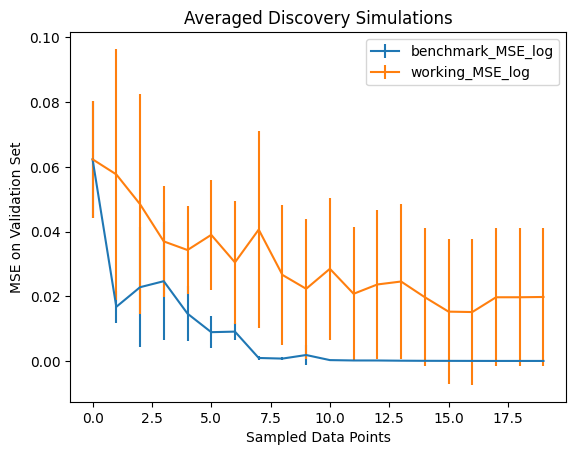 Averaged Discovery Simulations
benchmark_MSE_log
working_MSE_log
MSE on Validation Set
0.10
0.08
0.06
0.04
0.02
0.00
0.0 2.5 5.0 7.5 10.0 12.5 15.0 17.5
Sampled Data Points